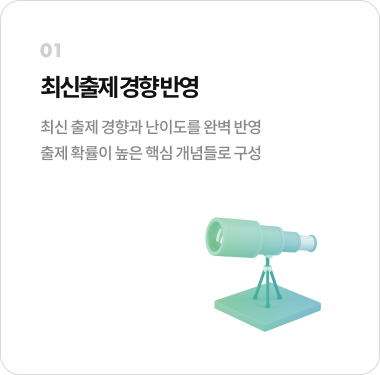 01
최신출제 경향 반영
최신 출제 경향과 난이도를 완벽 반영
출제 확률이 높은 핵심 개념들로 구성